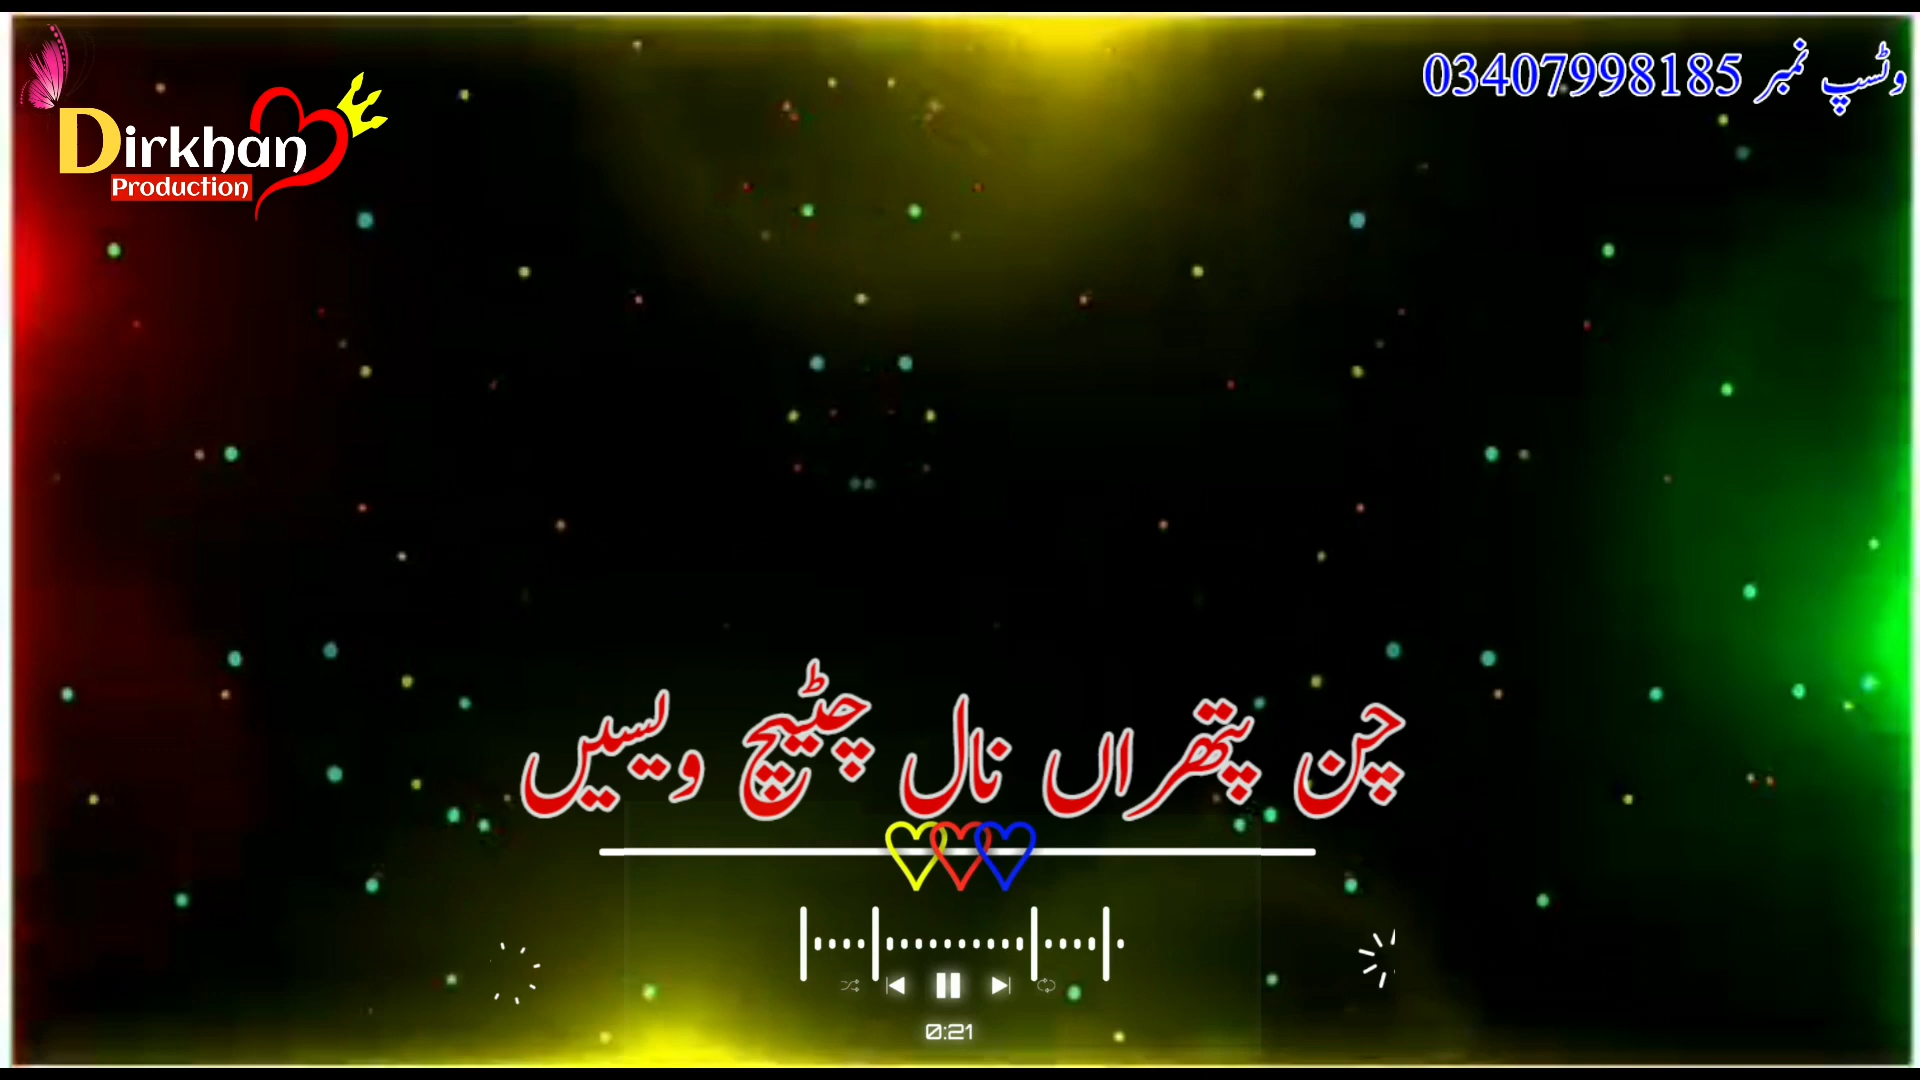 Dirkhan
Production
وٹسپ نمبر 03407998185
چن پتھراں نال چٹیچ ویسیں
0:21